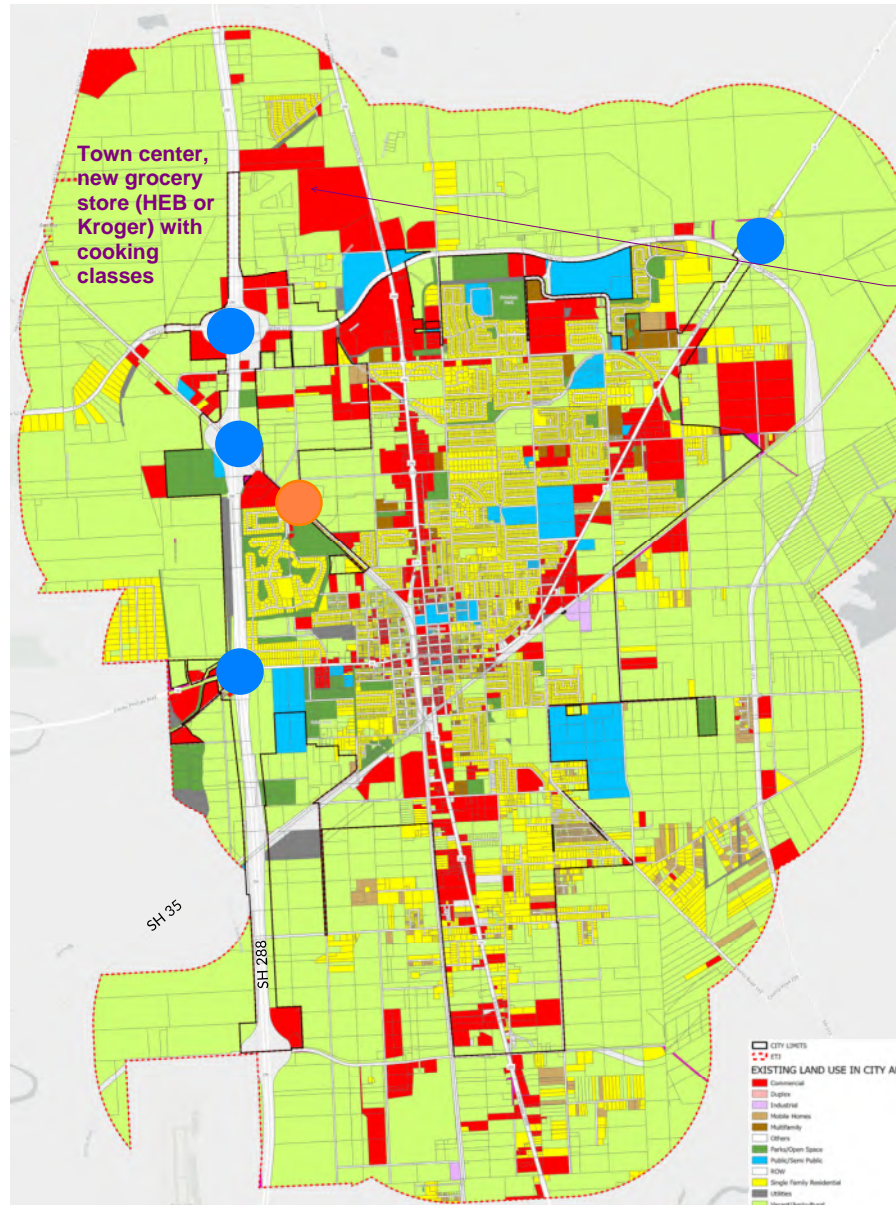 Town center,
new grocery
store (HEB or
Kroger) with
cooking
classes
SH 35
SH 288
CITY LIMITS
ETJ
EXISTING LAND USE IN CITY A
Commercial
Duplex
Industrial
Mobile Homes
Multifamily
Others
Parks/Open Space
Public/Semi Public
ROW
Single Family Residential
Utilities
Vacant/Agricultural